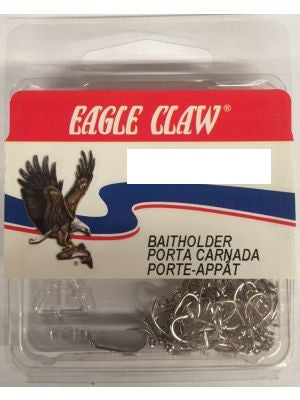 EAGLE CLAW®
BAITHOLDER
PORTA CARNADA
PORTE-APPÂT